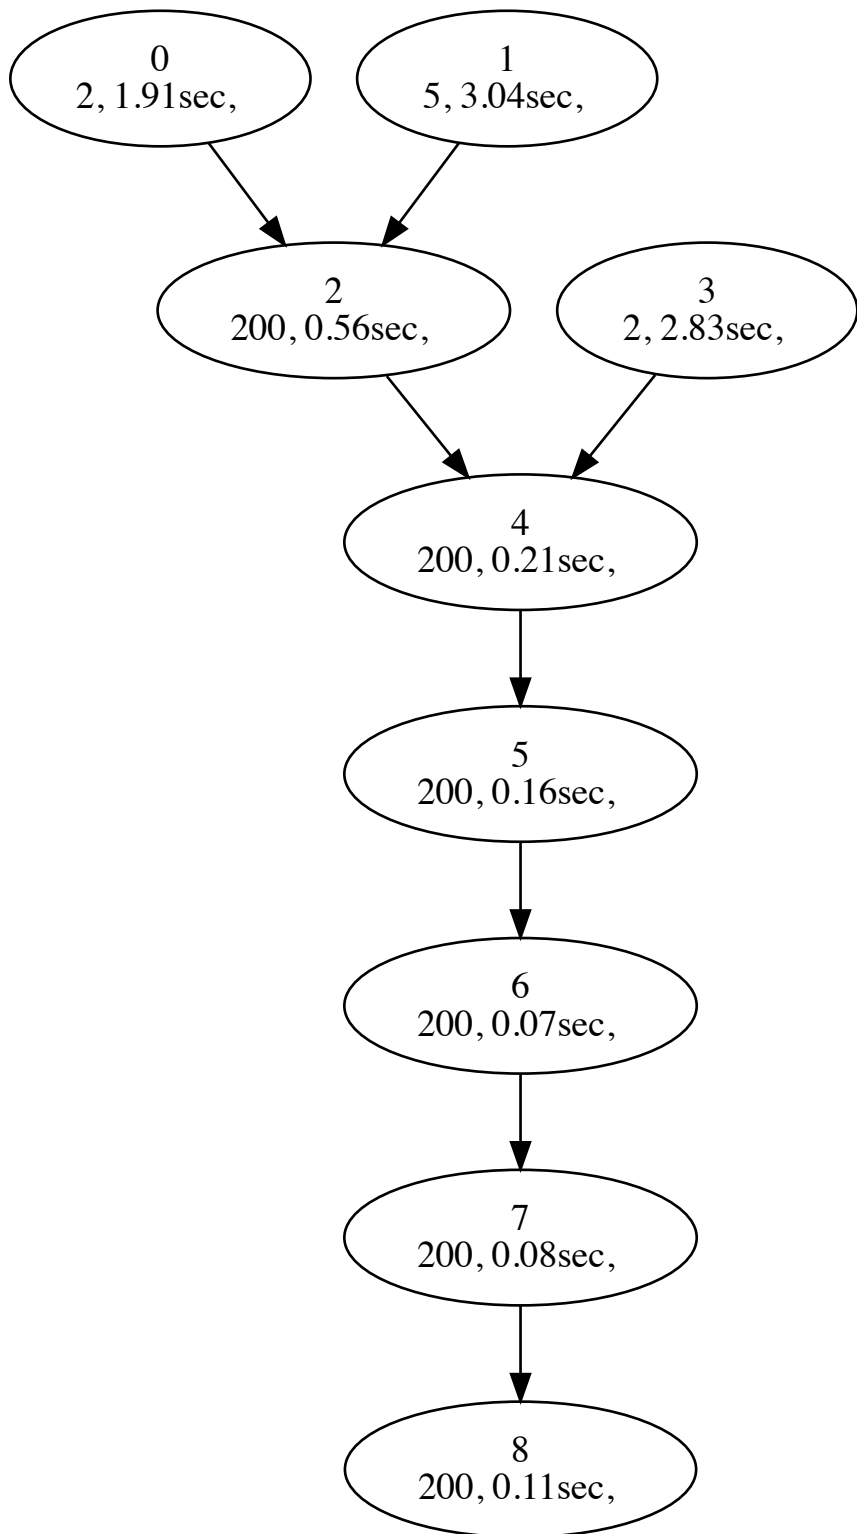 0
2, 1.91sec,
1
5, 3.04sec,
2
200, 0.56sec,
3
2, 2.83sec,
4
200, 0.21sec,
5
200, 0.16sec,
6
200, 0.07sec,
7
200, 0.08sec,
8
200, 0.11sec,